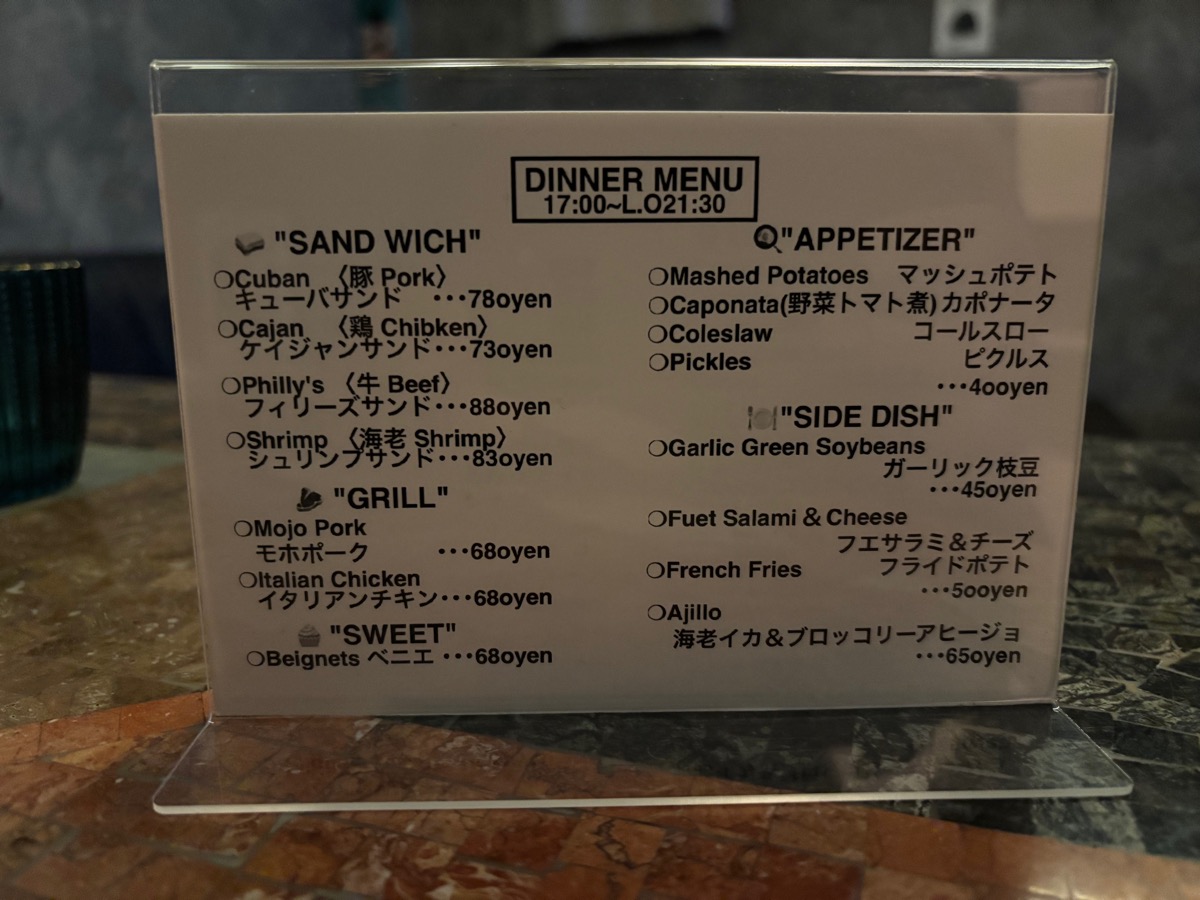 DINNER MENU
17:00~L.O21:30
"SAND WICH"
○Cuban 〈豚 Pork〉
キューバサンド ･･･78oyen
○Cajan 〈鶏 Chibken〉
ケイジャンサンド･･･73oyen
○Philly's 〈牛 Beef〉
フィリーズサンド･･･88oyen
○Shrimp 〈海老 Shrimp〉
シュリンプサンド･･･83oyen
"GRILL"
○Mojo Pork
モホポーク ･･･68oyen
○Italian Chicken
イタリアンチキン･･･68oyen
"SWEET"
○Beignets ベニエ ･･･68oyen
"APPETIZER"
○Mashed Potatoes マッシュポテト
○Caponata(野菜トマト煮)カポナータ
○Coleslaw コールスロー
○Pickles ピクルス
･･･4ooyen
"SIDE DISH"
○Garlic Green Soybeans
ガーリック枝豆
･･･45oyen
○Fuet Salami & Cheese
フエサラミ＆チーズ
○French Fries フライドポテト
･･･5ooyen
○Ajillo
海老イカ＆ブロッコリーアヒージョ
･･･65oyen